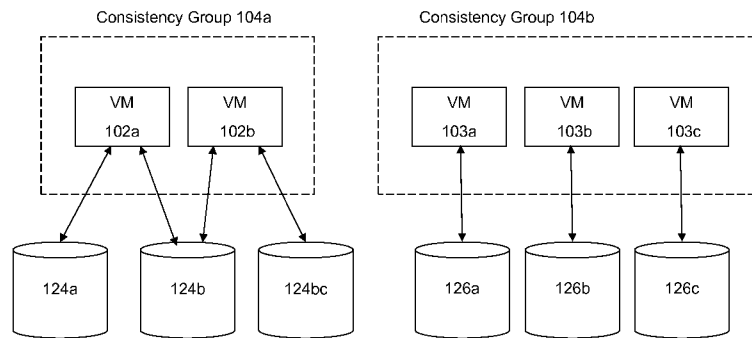 Consistency Group 104a
Consistency Group 104b
VM
102a
VM
102b
VM
103a
VM
103b
VM
103c
124a
124b
124bc
126a
126b
126c